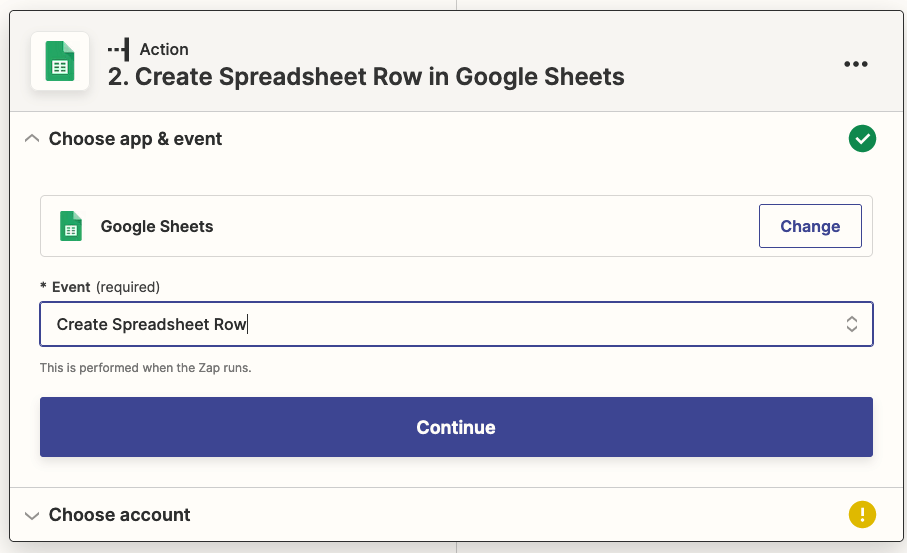 Action
2. Create Spreadsheet Row in Google Sheets
Choose app & event
Google Sheets
Change
* Event (required)
Create Spreadsheet Row
This is performed when the Zap runs.
Continue
Choose account